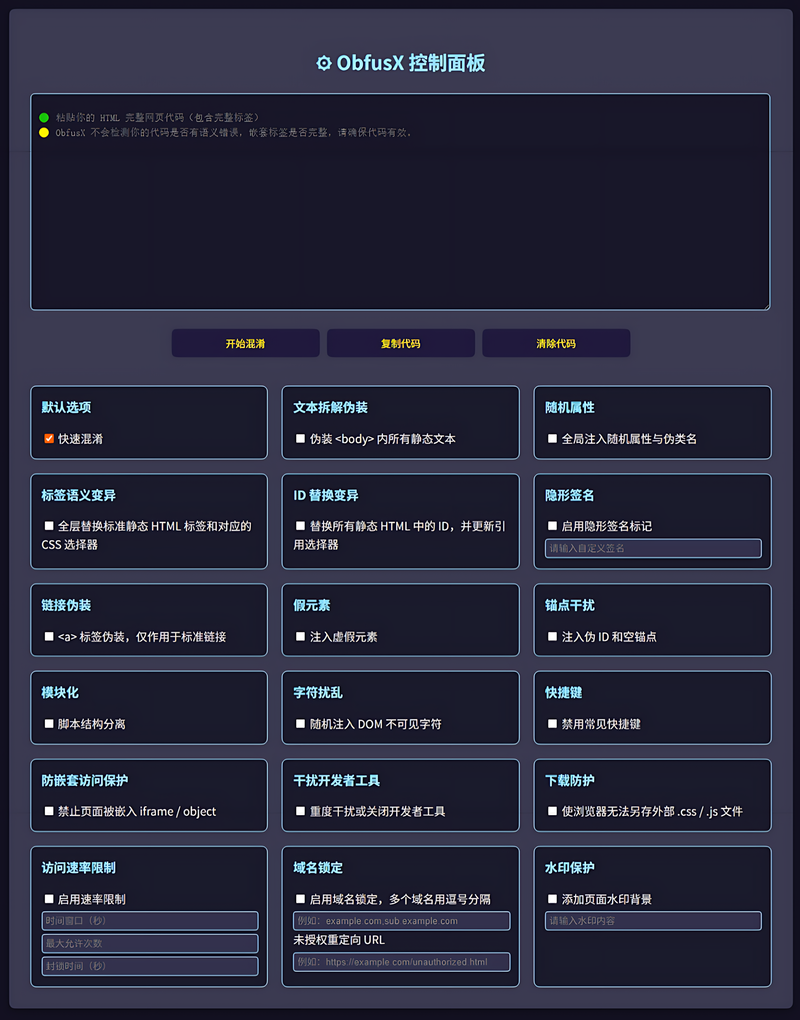 ⚙ ObfusX 控制面板
粘贴你的 HTML 完整网页代码（包含完整标签）
ObfusX 不会检测你的代码是否有语义错误，嵌套标签是否完整，请确保代码有效。
开始混淆 复制代码 清除代码
默认选项
快速混淆
文本拆解伪装
伪装 <body> 内所有静态文本
随机属性
全局注入随机属性与伪类名
标签语义变异
全层替换标准静态 HTML 标签和对应的
CSS 选择器
ID 替换变异
替换所有静态 HTML 中的 ID，并更新引
用选择器
隐形签名
启用隐形签名标记
请输入自定义签名
链接伪装
<a> 标签伪装，仅作用于标准链接
假元素
注入虚假元素
锚点干扰
注入伪 ID 和空锚点
模块化
脚本结构分离
字符扰乱
随机注入 DOM 不可见字符
快捷键
禁用常见快捷键
防嵌套访问保护
禁止页面被嵌入 iframe / object
干扰开发者工具
重度干扰或关闭开发者工具
下载防护
使浏览器无法另存外部 .css / .js 文件
访问速率限制
启用速率限制
时间窗口（秒）
最大允许次数
封锁时间（秒）
域名锁定
启用域名锁定，多个域名用逗号分隔
例如：example com,sub example com
未授权重定向 URL
例如：https://example com/unauthorized html
水印保护
添加页面水印背景
请输入水印内容